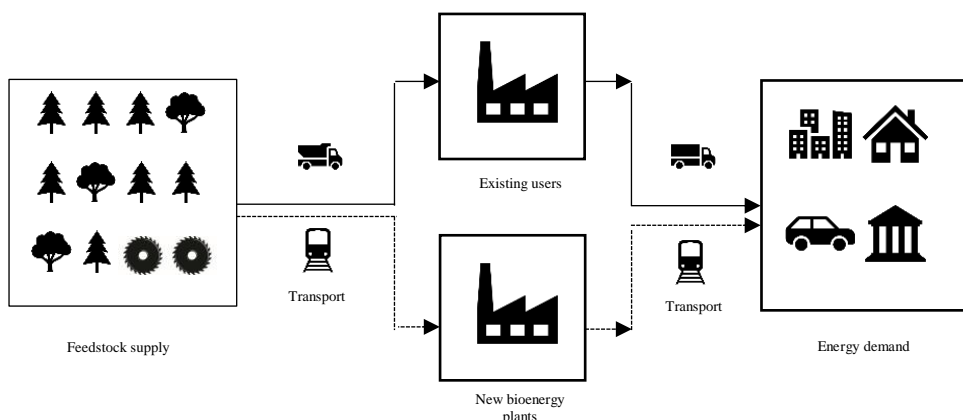 Existing users
Transport
Transport
Feedstock supply
Energy demand
New bioenergy
plants